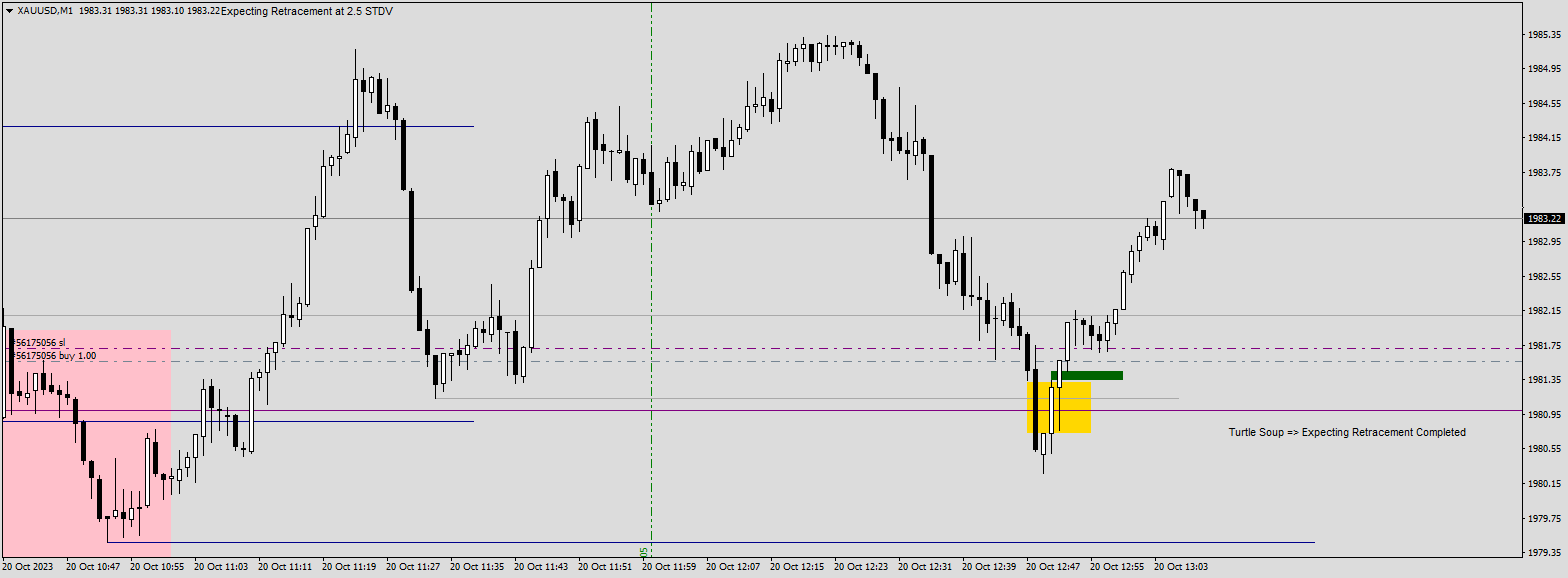 XAUUSD,M1 1983.31 1983.31 1983.10 1983.22
Expecting Retracement at 2.5 STDV
1985.35
1984.95
1984.55
1984.15
1983.75
1983.22
1982.95
1982.55
1982.15
#56175056 sl
1981.75
#56175056 buy 1.00
1981.35
1980.95
Turtle Soup => Expecting Retracement Completed
1980.55
1980.15
1979.75
05
1979.35
20 Oct 2023
20 Oct 10:47
20 Oct 10:55
20 Oct 11:03
20 Oct 11:11
20 Oct 11:19
20 Oct 11:27
20 Oct 11:35
20 Oct 11:43
20 Oct 11:51
20 Oct 11:59
20 Oct 12:07
20 Oct 12:15
20 Oct 12:23
20 Oct 12:31
20 Oct 12:39
20 Oct 12:47
20 Oct 12:55
20 Oct 13:03